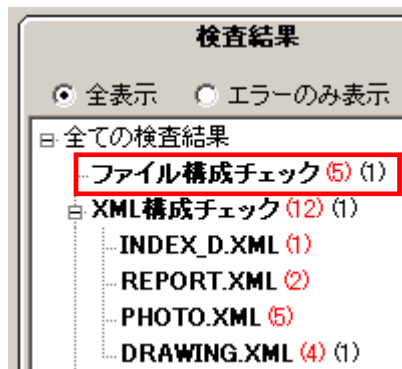 検査結果
全表示 エラーのみ表示
全ての検査結果
ファイル構成チェック (5) (1)
XML構成チェック (12) (1)
INDEX_D.XML (1)
REPORT.XML (2)
PHOTO.XML (5)
DRAWING.XML (4) (1)